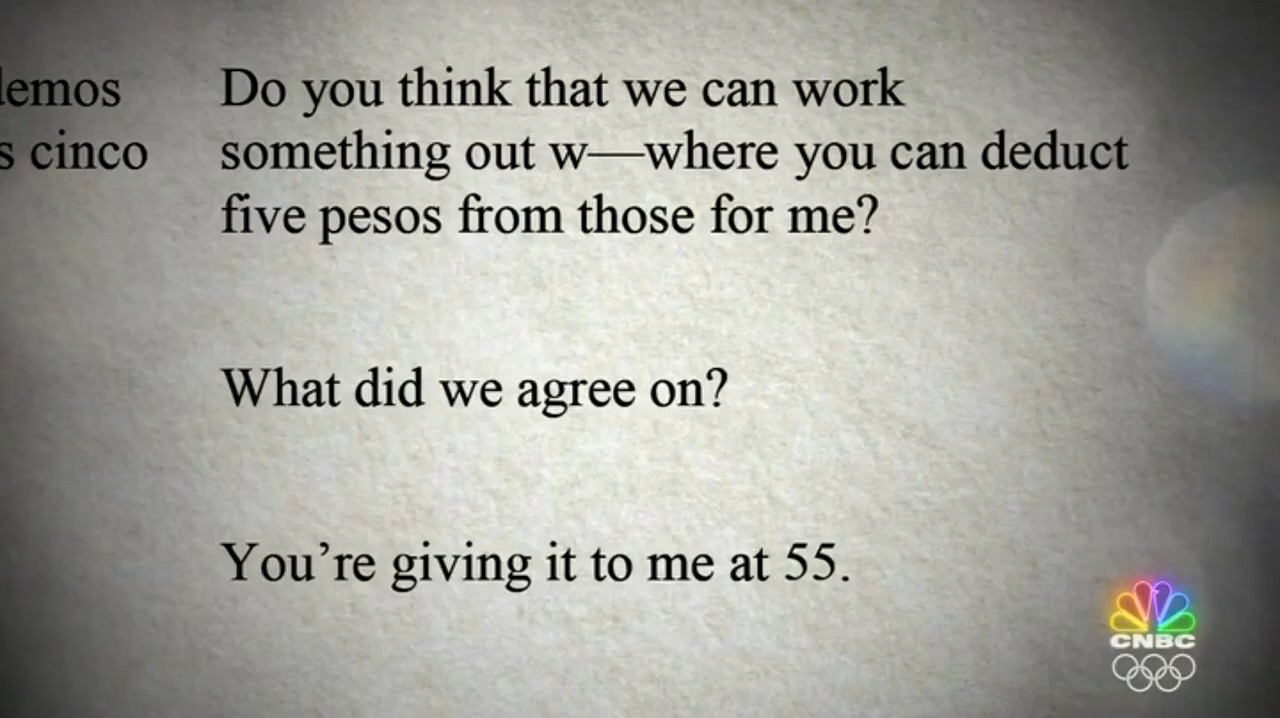 Do you think that we can work
something out w—where you can deduct
s cinco
five pesos from those for me?
What did we agree on?
You’re giving it to me at 55.
CNBC